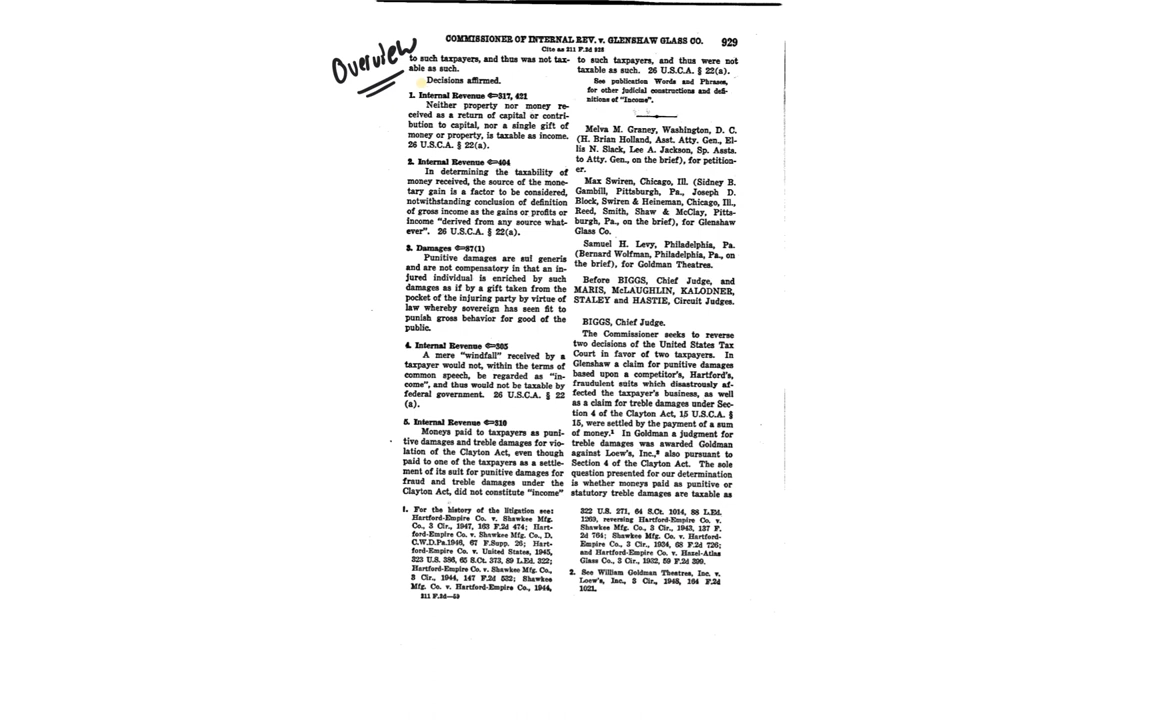 Overview
COMMISSIONER OF INTERNAL REV. v. GLENSHAW GLASS CO. 929
Cite as 211 F.2d 928
to such taxpayers, and thus was not tax-
able as such.
Decisions affirmed.
1. Internal Revenue ⚖317, 421
Neither property nor money re-
ceived as a return of capital or contri-
bution to capital, nor a single gift of
money or property, is taxable as income.
26 U.S.C.A. § 22(a).
2. Internal Revenue ⚖404
In determining the taxability of
money received, the source of the mone-
tary gain is a factor to be considered,
notwithstanding conclusion of definition
of gross income as the gains or profits or
income "derived from any source what-
ever". 26 U.S.C.A. § 22(a).
3. Damages ⚖87(1)
Punitive damages are sui generis
and are not compensatory in that an in-
jured individual is enriched by such
damages as if by a gift taken from the
pocket of the injuring party by virtue of
law whereby sovereign has seen fit to
punish gross behavior for good of the
public.
4. Internal Revenue ⚖305
A mere "windfall" received by a
taxpayer would not, within the terms of
common speech, be regarded as "in-
come", and thus would not be taxable by
federal government. 26 U.S.C.A. § 22
(a).
5. Internal Revenue ⚖310
Moneys paid to taxpayers as puni-
tive damages and treble damages for vio-
lation of the Clayton Act, even though
paid to one of the taxpayers as a settle-
ment of its suit for punitive damages for
fraud and treble damages under the
Clayton Act, did not constitute "income"
to such taxpayers, and thus were not
taxable as such. 26 U.S.C.A. § 22(a).
See publication Words and Phrases,
for other judicial constructions and defi-
nitions of "Income".
Melva M. Graney, Washington, D. C.
(H. Brian Holland, Asst. Atty. Gen., El-
lis N. Slack, Lee A. Jackson, Sp. Assts.
to Atty. Gen., on the brief), for petition-
er.
Max Swiren, Chicago, Ill. (Sidney B.
Gambill, Pittsburgh, Pa., Joseph D.
Block, Swiren & Heineman, Chicago, Ill.,
Reed, Smith, Shaw & McClay, Pitts-
burgh, Pa., on the brief), for Glenshaw
Glass Co.
Samuel H. Levy, Philadelphia, Pa.
(Bernard Wolfman, Philadelphia, Pa., on
the brief), for Goldman Theatres.
Before BIGGS, Chief Judge, and
MARIS, McLAUGHLIN, KALODNER,
STALEY and HASTIE, Circuit Judges.
BIGGS, Chief Judge.
The Commissioner seeks to reverse
two decisions of the United States Tax
Court in favor of two taxpayers. In
Glenshaw a claim for punitive damages
based upon a competitor's, Hartford's,
fraudulent suits which disastrously af-
fected the taxpayer's business, as well
as a claim for treble damages under Sec-
tion 4 of the Clayton Act, 15 U.S.C.A. §
15, were settled by the payment of a sum
of money.1 In Goldman a judgment for
treble damages was awarded Goldman
against Loew's, Inc.,2 also pursuant to
Section 4 of the Clayton Act. The sole
question presented for our determination
is whether moneys paid as punitive or
statutory treble damages are taxable as
1. For the history of the litigation see:
Hartford-Empire Co. v. Shawkee Mfg.
Co., 3 Cir., 1947, 163 F.2d 474; Hart-
ford-Empire Co. v. Shawkee Mfg. Co., D.
C.W.D.Pa.1946, 67 F.Supp. 26; Hart-
ford-Empire Co. v. United States, 1945,
323 U.S. 386, 65 S.Ct. 373, 89 L.Ed. 322;
Hartford-Empire Co. v. Shawkee Mfg. Co.,
3 Cir., 1944, 147 F.2d 532; Shawkee
Mfg. Co. v. Hartford-Empire Co., 1944,
211 F.2d—59
322 U.S. 271, 64 S.Ct. 1014, 88 L.Ed.
1269, reversing Hartford-Empire Co. v.
Shawkee Mfg. Co., 3 Cir., 1943, 137 F.
2d 764; Shawkee Mfg. Co. v. Hartford-
Empire Co., 3 Cir., 1934, 68 F.2d 726;
and Hartford-Empire Co. v. Hazel-Atlas
Glass Co., 3 Cir., 1932, 59 F.2d 399.
2. See William Goldman Theatres, Inc. v.
Loew's, Inc., 3 Cir., 1948, 164 F.2d
1021.